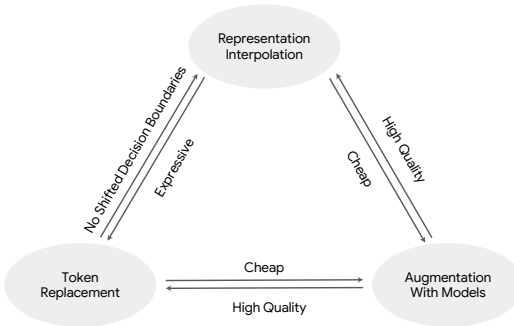 Representation
Interpolation
No Shifted Decision Boundaries
Expressive
Cheap
High Quality
Token
Replacement
Cheap
High Quality
Augmentation
With Models